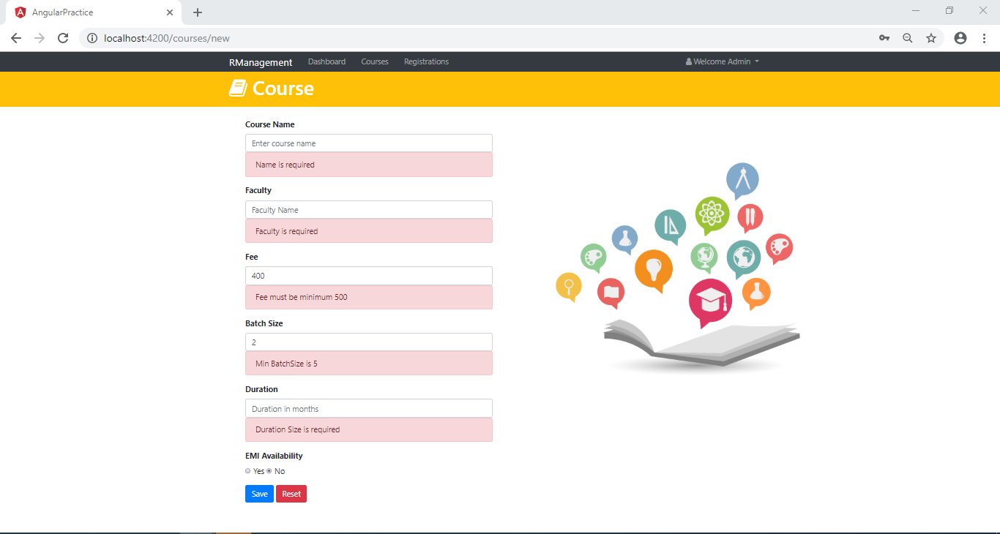 AngularPractice
localhost:4200/courses/new
RManagement Dashboard Courses Registrations Welcome Admin
Course
Course Name
Enter course name
Name is required
Faculty
Faculty Name
Faculty is required
Fee
400
Fee must be minimum 500
Batch Size
2
Min BatchSize is 5
Duration
Duration in months
Duration Size is required
EMI Availability
Yes No
Save Reset